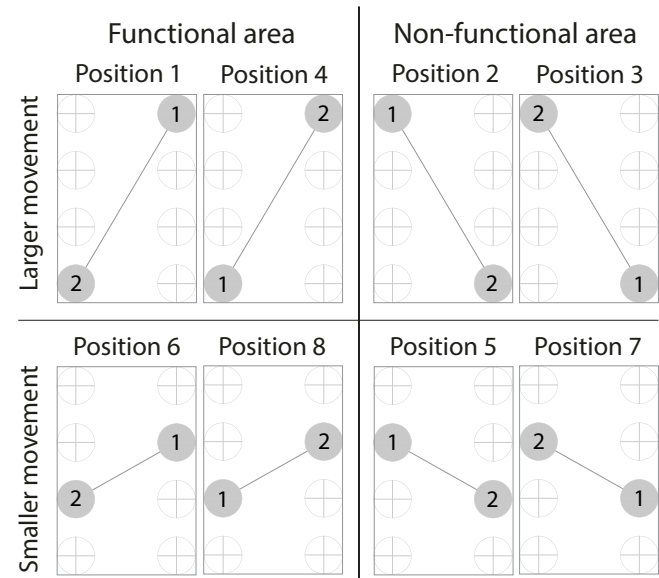 Functional area
Non-functional area
Position 1
Position 4
Position 2
Position 3
Larger movement
1
2
2
1
1
2
2
1
Position 6
Position 8
Position 5
Position 7
Smaller movement
1
2
2
1
1
2
2
1